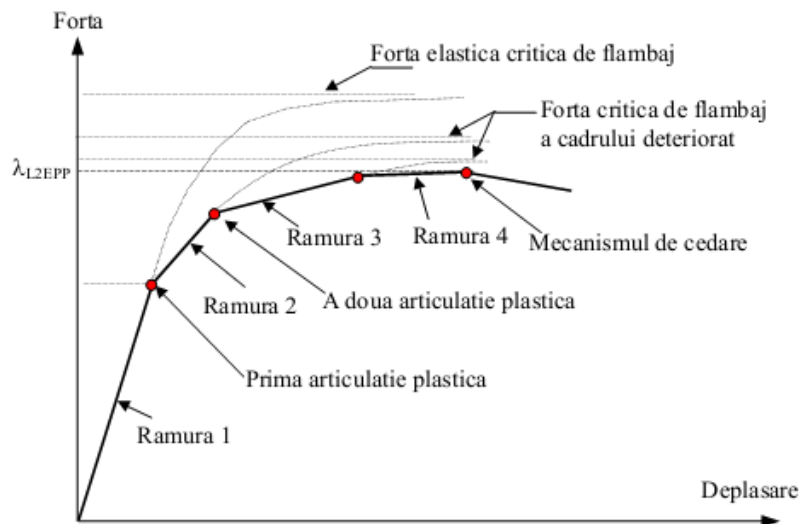 Forta
Forta elastica critica de flambaj
Forta critica de flambaj
a cadrului deteriorat
λL2EPP
Ramura 3
Ramura 4
Mecanismul de cedare
Ramura 2
A doua articulatie plastica
Prima articulatie plastica
Ramura 1
Deplasare